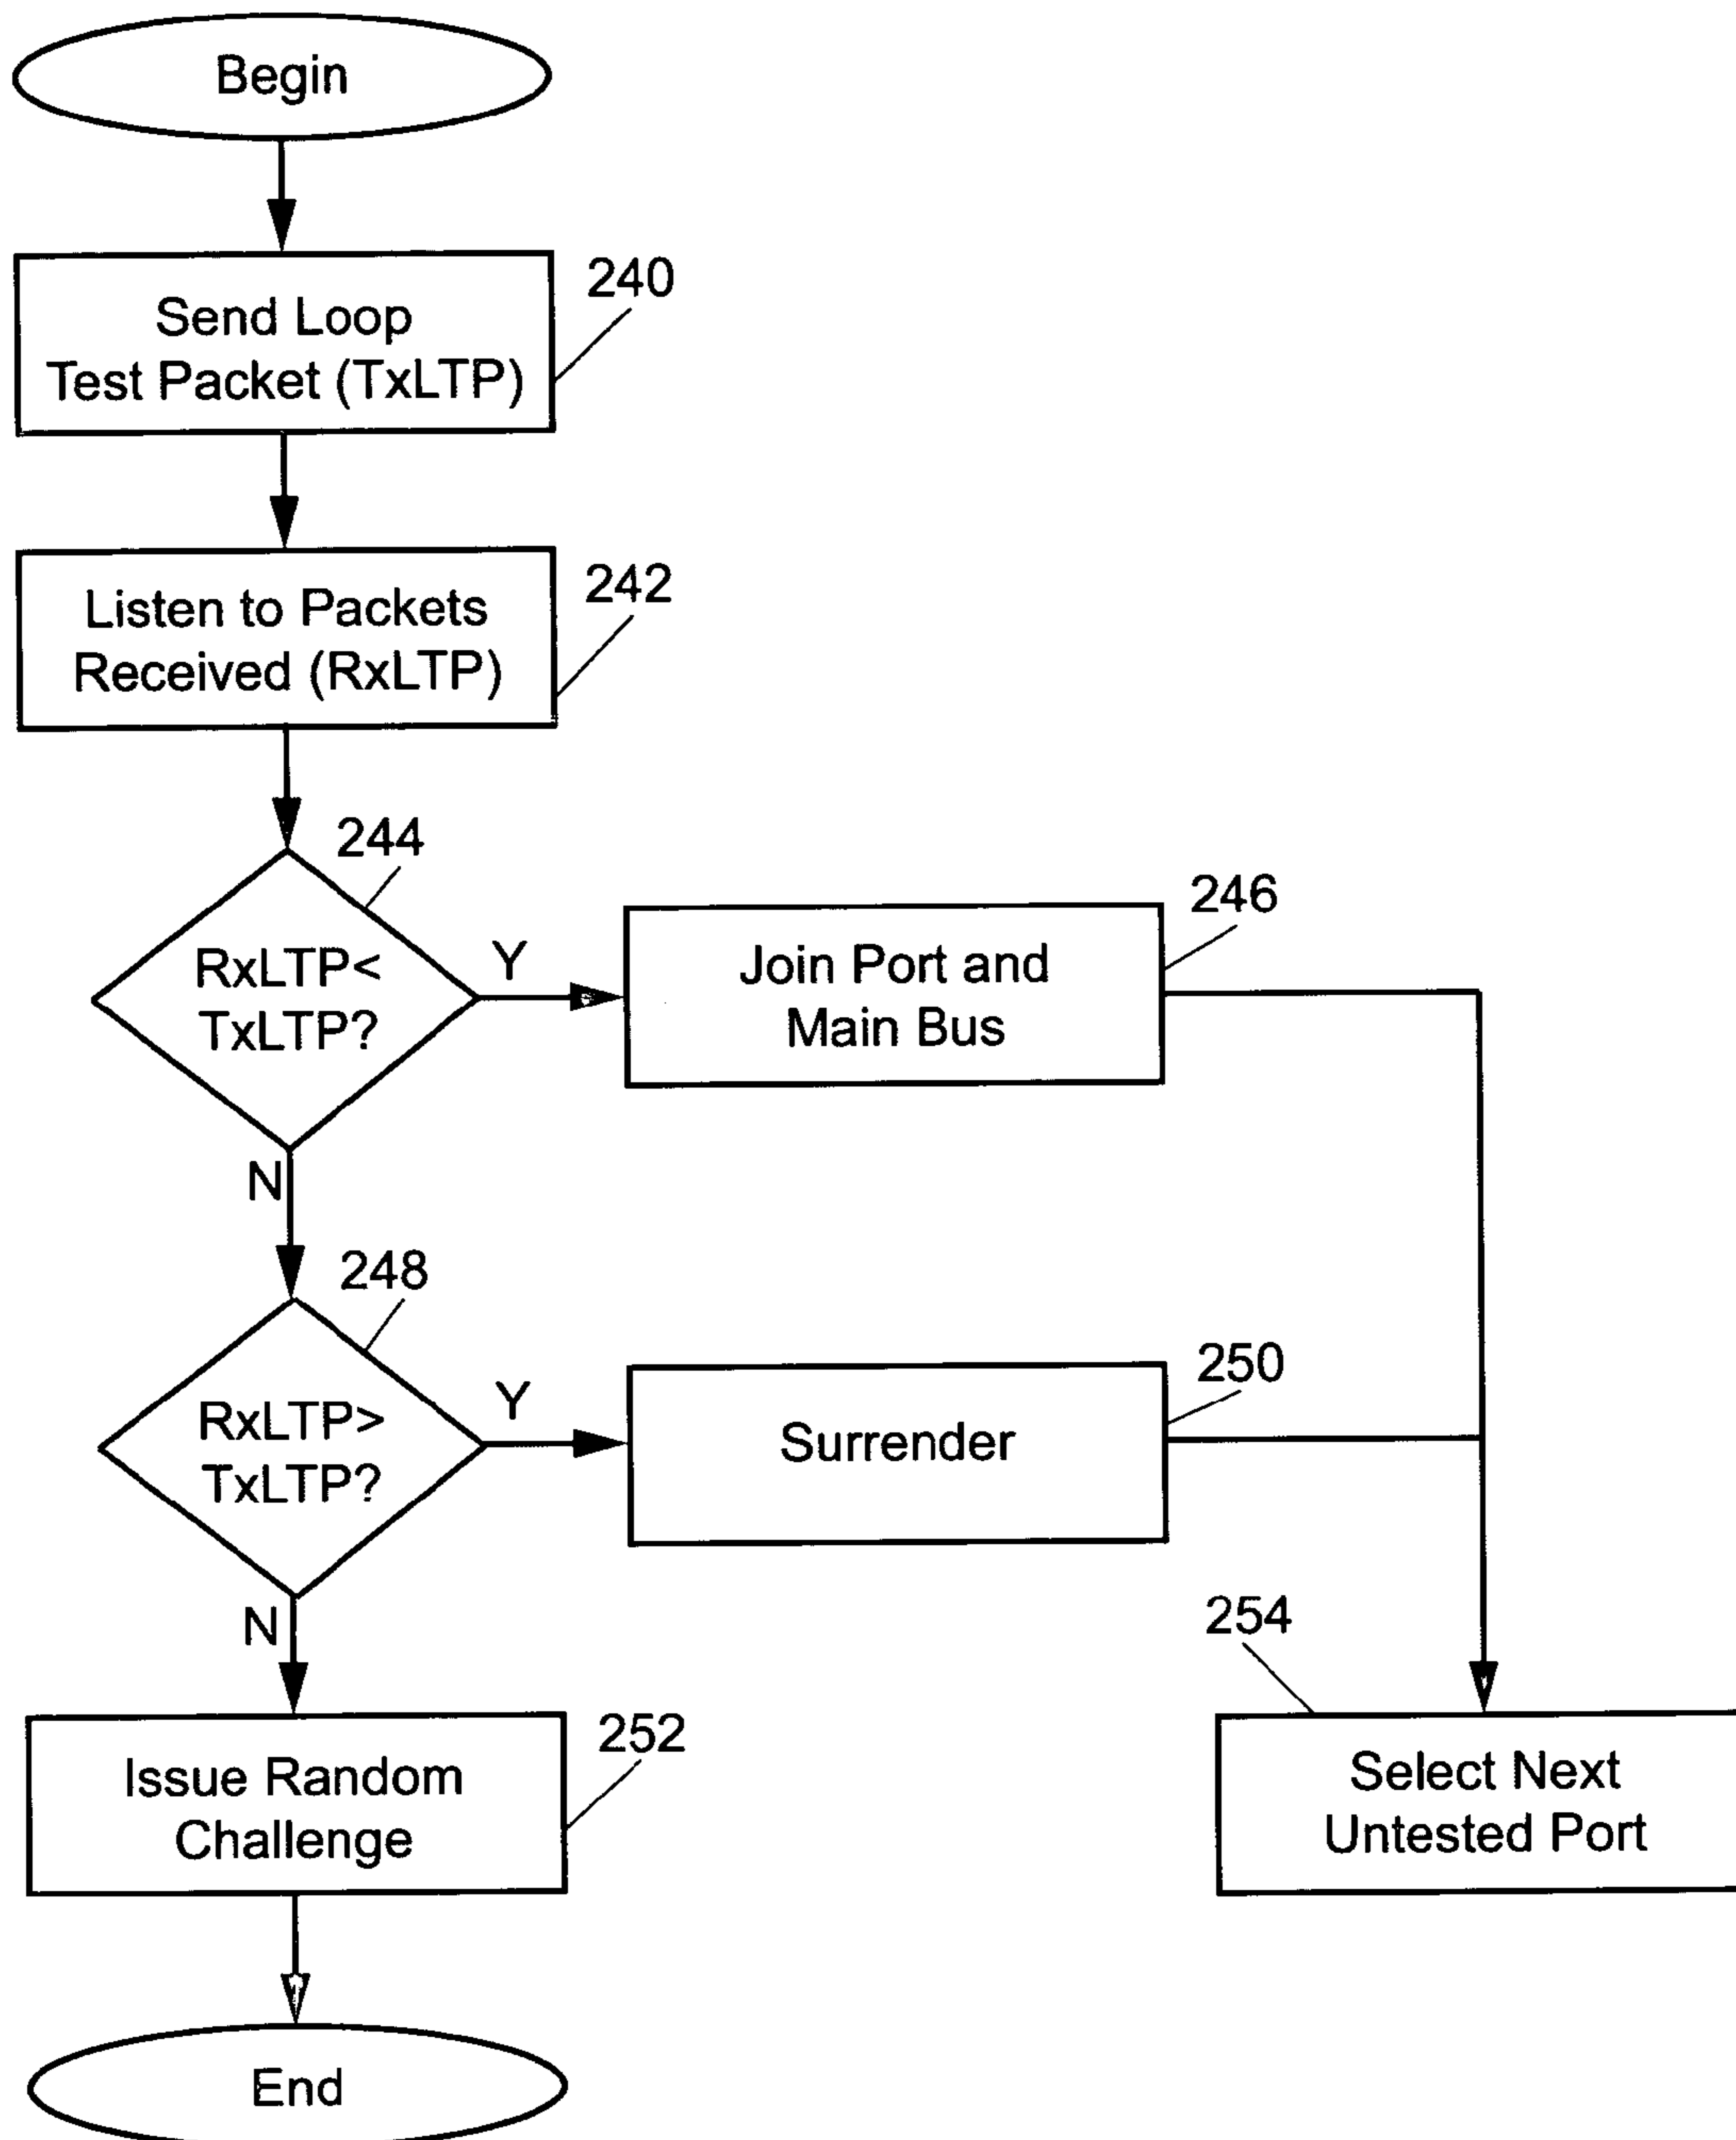 Begin
240
Send Loop
Test Packet (TxLTP)
242
Listen to Packets
Received (RxLTP)
244
RxLTP<
TxLTP?
Y
246
Join Port and
Main Bus
N
248
RxLTP>
TxLTP?
Y
250
Surrender
N
252
Issue Random
Challenge
254
Select Next
Untested Port
End